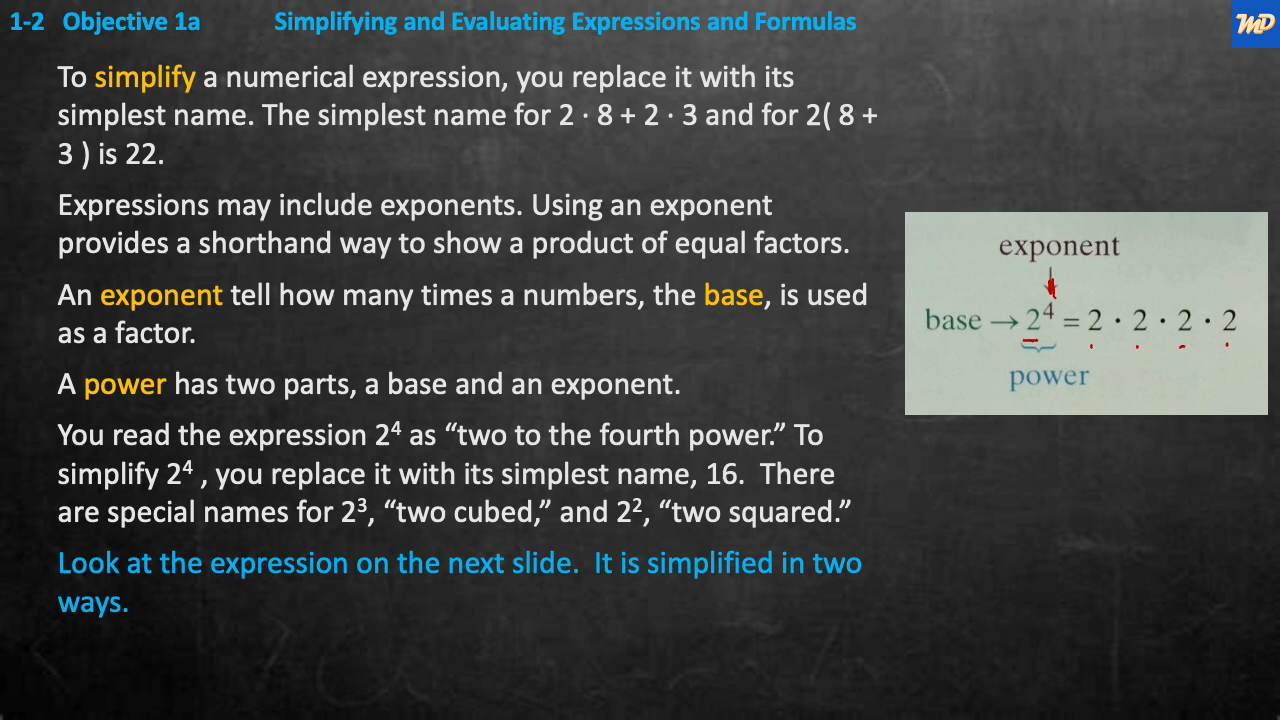 1-2 Objective 1a Simplifying and Evaluating Expressions and Formulas
MD
To simplify a numerical expression, you replace it with its
simplest name. The simplest name for 2 · 8 + 2 · 3 and for 2( 8 +
3 ) is 22.
Expressions may include exponents. Using an exponent
provides a shorthand way to show a product of equal factors.
An exponent tell how many times a numbers, the base, is used
as a factor.
A power has two parts, a base and an exponent.
You read the expression 2⁴ as “two to the fourth power.” To
simplify 2⁴ , you replace it with its simplest name, 16. There
are special names for 2³, “two cubed,” and 2², “two squared.”
Look at the expression on the next slide. It is simplified in two
ways.
exponent
base → 2⁴ = 2 · 2 · 2 · 2
power